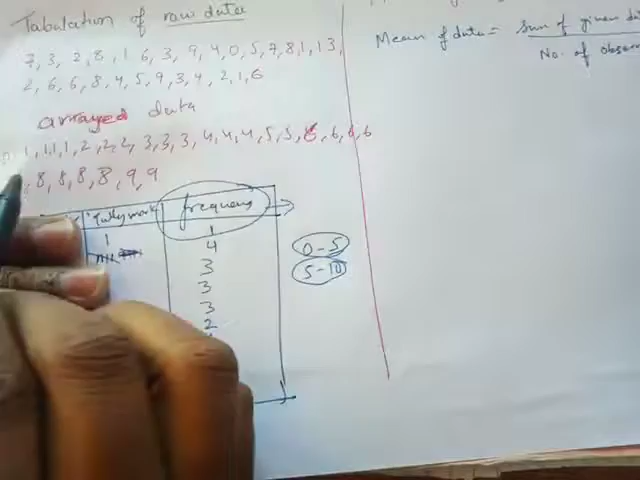 Tabulation of raw data
7, 3, 2, 8, 1 6, 3, 9, 4, 0, 5, 7, 8, 1, 13,
2, 6, 6, 8, 4, 5, 9, 3, 4, 2, 1, 6
arrayed data
1, 1, 1, 1, 2, 2, 2, 3, 3, 3, 4, 4, 4, 5, 5, 6, 6, 6, 6
8, 8, 8, 8, 9, 9
Tally mark frequency
1
4
3
3
3
2
0-5
5-10
Mean of data = sum of given
No. of obser